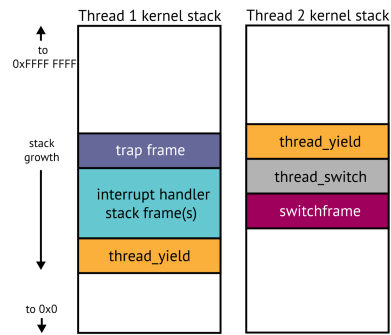 Thread 1 kernel stack
Thread 2 kernel stack
to
0xFFFF FFFF
stack
growth
to 0x0
trap frame
interrupt handler
stack frame(s)
thread_yield
thread_yield
thread_switch
switchframe